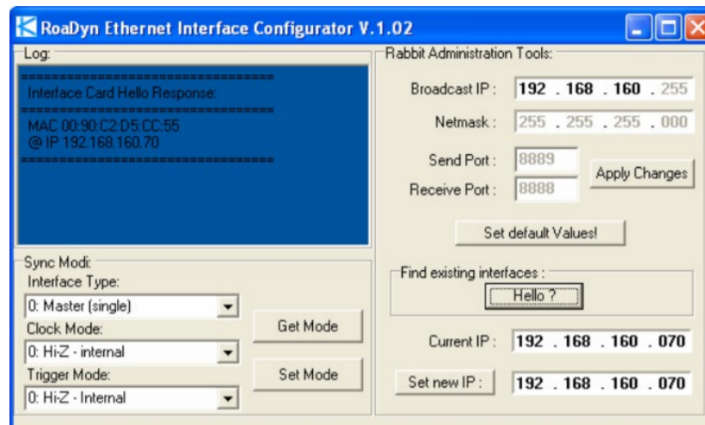 RoaDyn Ethernet Interface Configurator V.1.02
Log:
================================
Interface Card Hello Response:
================================
MAC 00:90:C2:D5:CC:55
@ IP 192.168.160.70
================================
Sync Modi:
Interface Type:
0: Master (single)
Clock Mode:
0: Hi-Z - internal
Trigger Mode:
0: Hi-Z - Internal
Get Mode
Set Mode
Rabbit Administration Tools:
Broadcast IP : 192 . 168 . 160 . 255
Netmask : 255 . 255 . 255 . 000
Send Port : 8889
Receive Port : 8888
Apply Changes
Set default Values!
Find existing interfaces :
Hello ?
Current IP : 192 . 168 . 160 . 070
Set new IP : 192 . 168 . 160 . 070